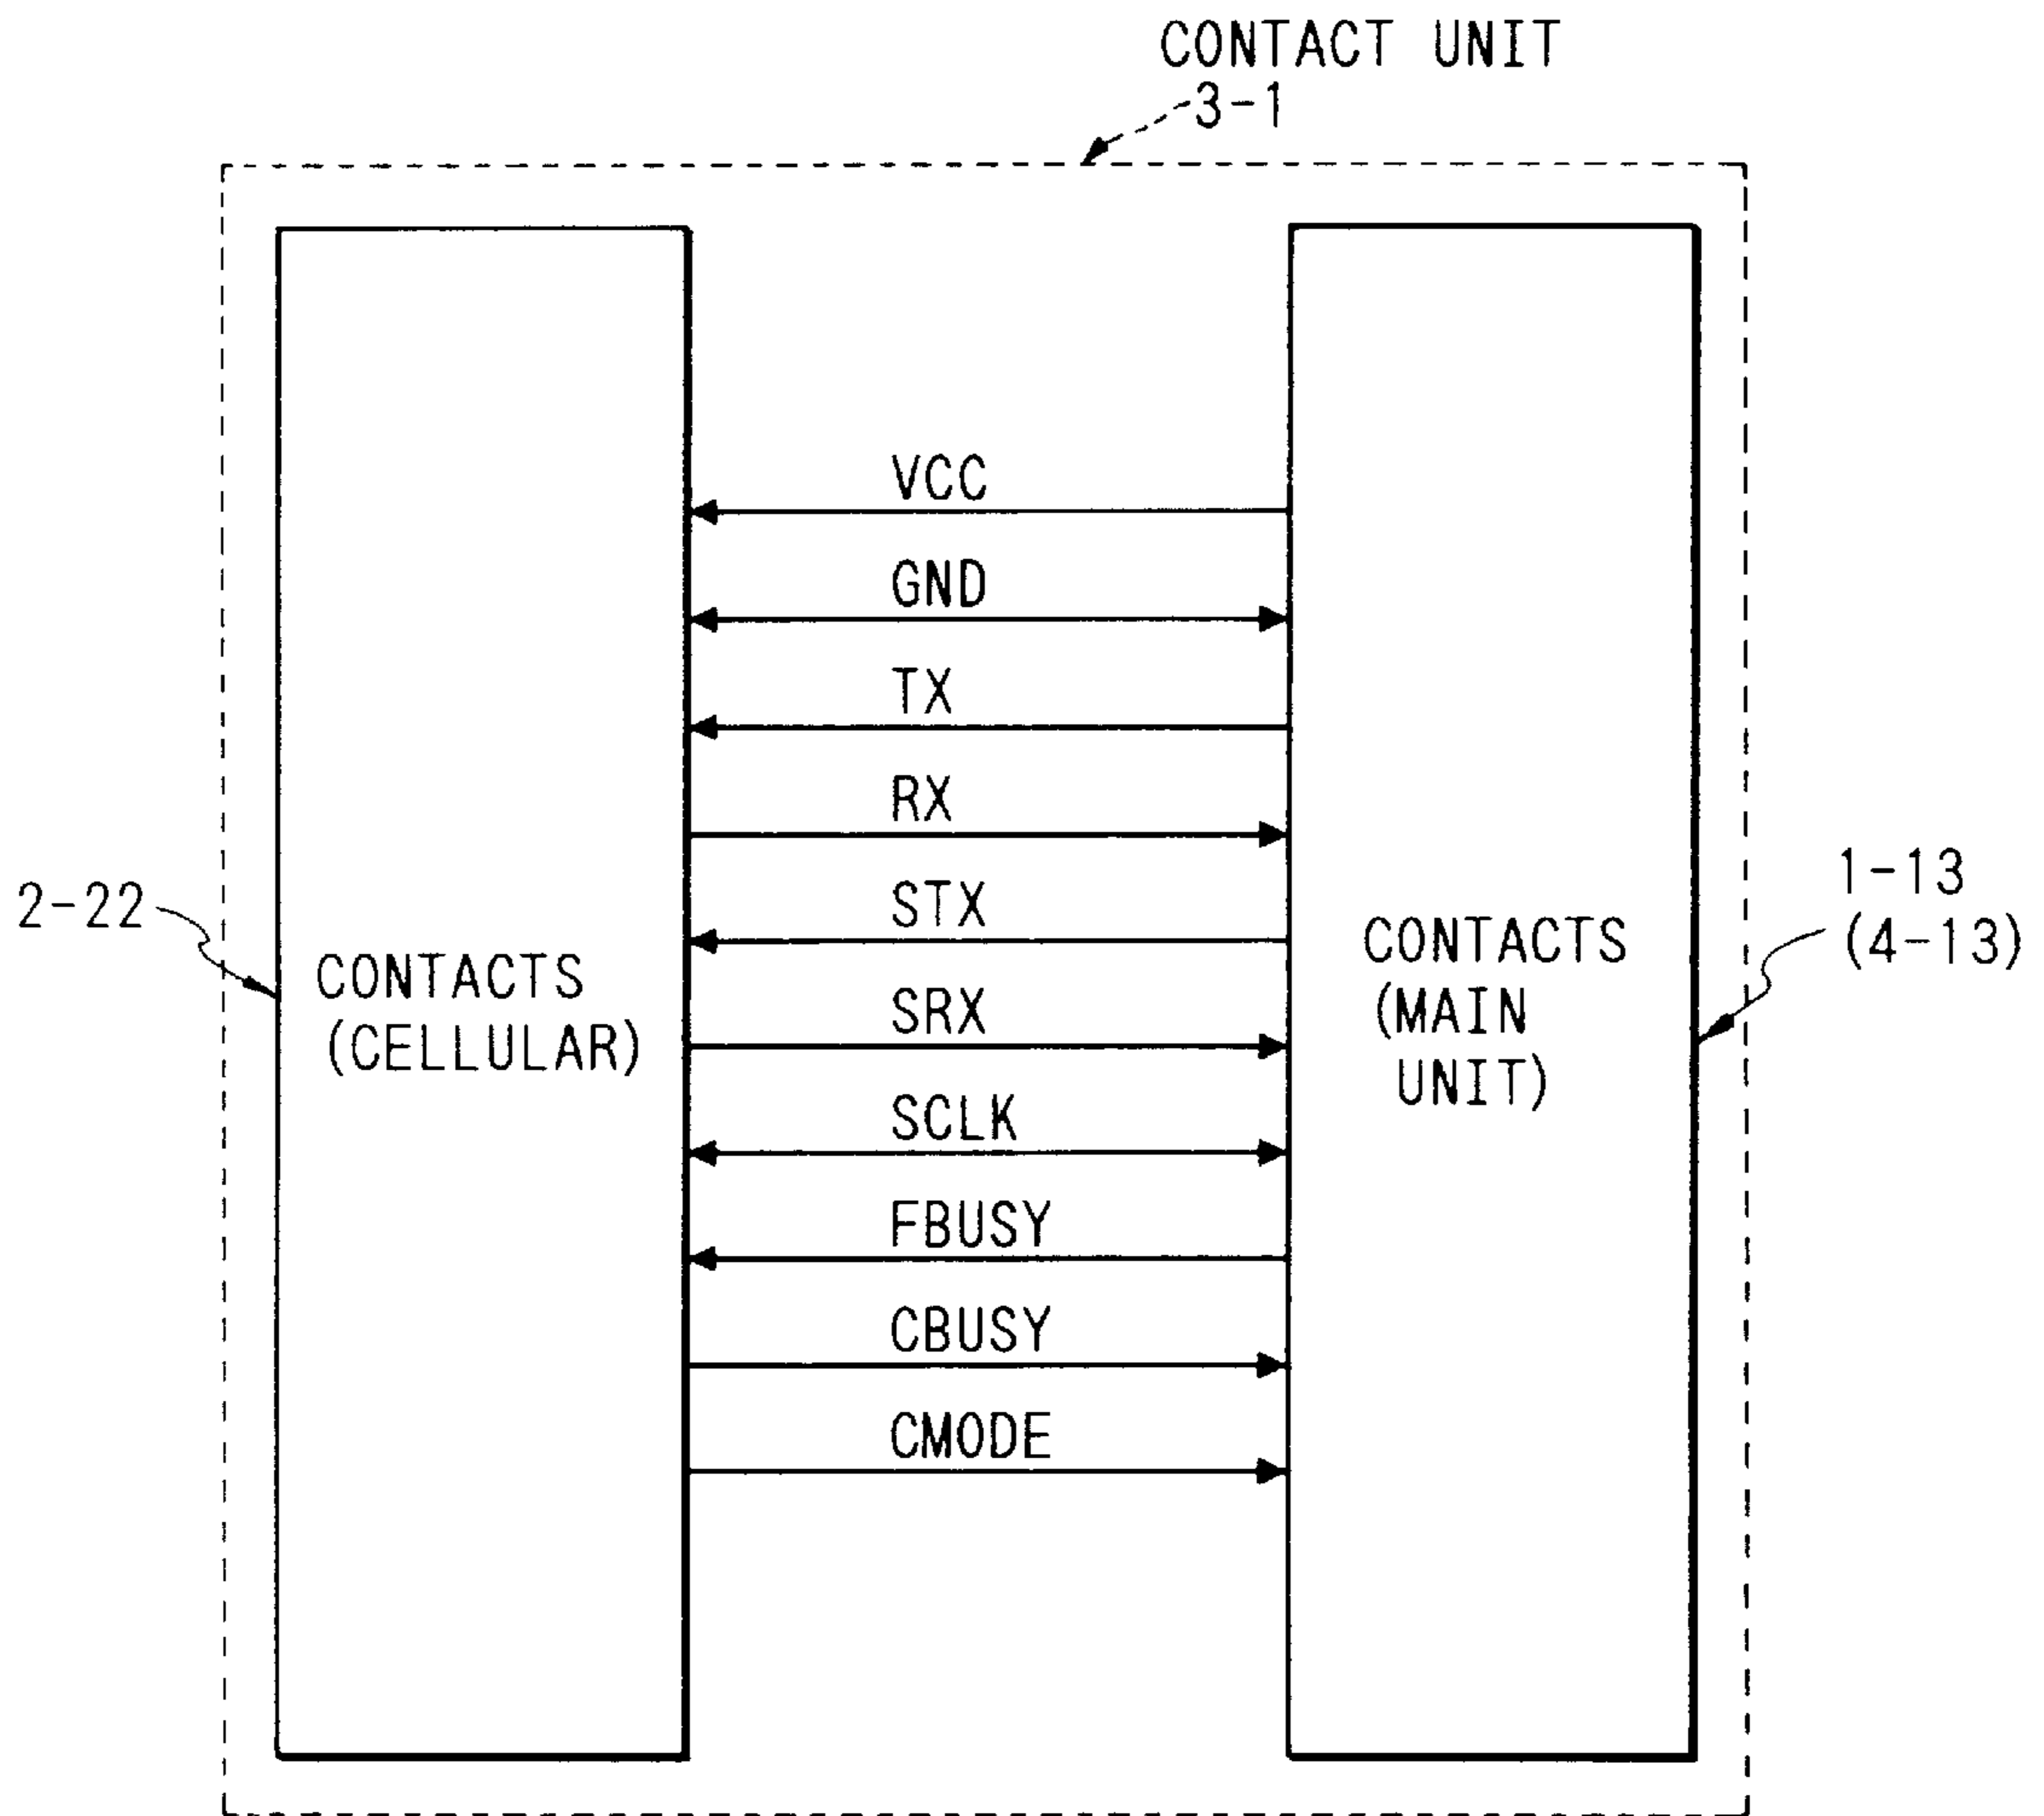 CONTACT UNIT
3-1
VCC
GND
TX
RX
STX
SRX
SCLK
FBUSY
CBUSY
CMODE
2-22
CONTACTS
(CELLULAR)
CONTACTS
(MAIN
UNIT)
1-13
(4-13)